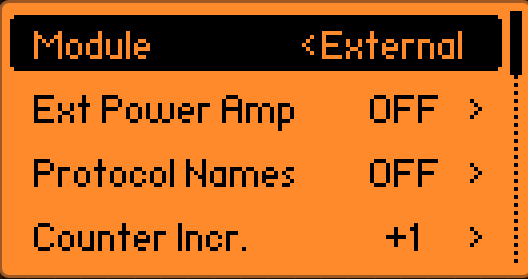 Module <External
Ext Power Amp OFF >
Protocol Names OFF >
Counter Incr. +1 >